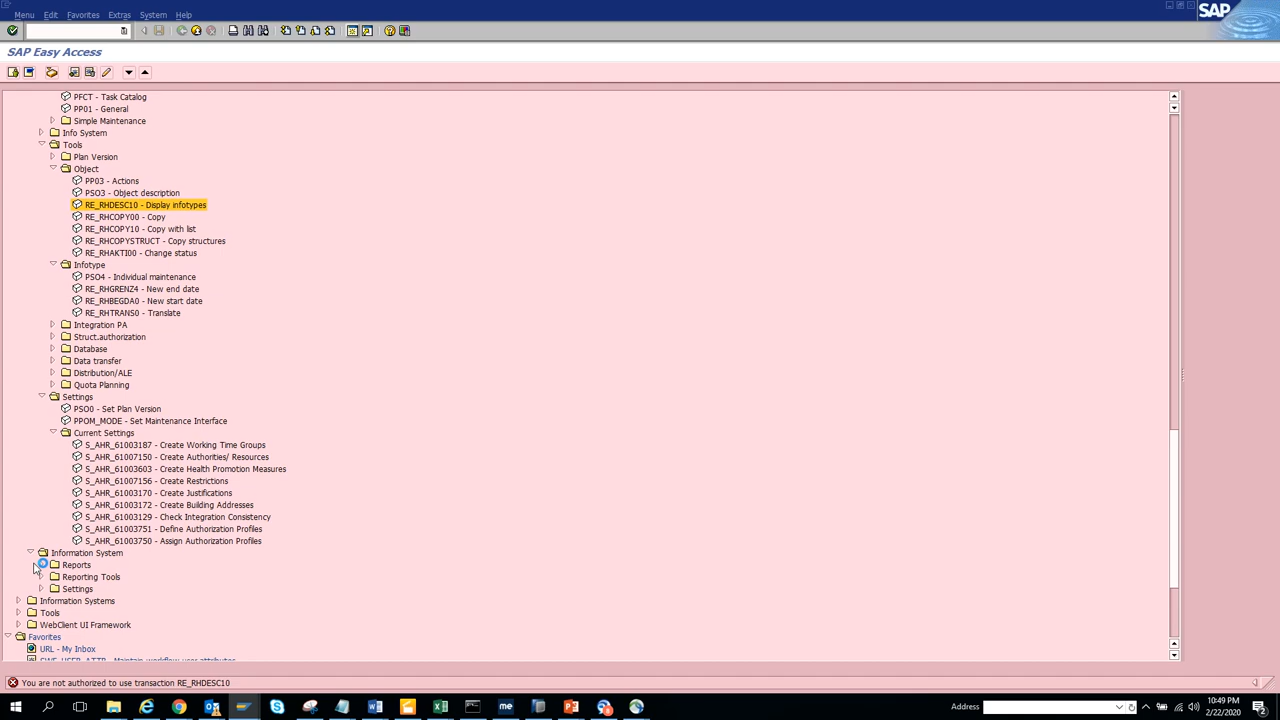 Menu Edit Favorites Extras System Help
SAP
SAP Easy Access
PFCT - Task Catalog
PP01 - General
Simple Maintenance
Info System
Tools
Plan Version
Object
PP03 - Actions
PSO3 - Object description
RE_RHDESC10 - Display infotypes
RE_RHCOPY00 - Copy
RE_RHCOPY10 - Copy with list
RE_RHCOPYSTRUCT - Copy structures
RE_RHAKTI00 - Change status
Infotype
PSO4 - Individual maintenance
RE_RHGRENZ4 - New end date
RE_RHBEGDA0 - New start date
RE_RHTRANS0 - Translate
Integration PA
Struct.authorization
Database
Data transfer
Distribution/ALE
Quota Planning
Settings
PSO0 - Set Plan Version
PPOM_MODE - Set Maintenance Interface
Current Settings
S_AHR_61003187 - Create Working Time Groups
S_AHR_61007150 - Create Authorities/ Resources
S_AHR_61003603 - Create Health Promotion Measures
S_AHR_61007156 - Create Restrictions
S_AHR_61003170 - Create Justifications
S_AHR_61003172 - Create Building Addresses
S_AHR_61003129 - Check Integration Consistency
S_AHR_61003751 - Define Authorization Profiles
S_AHR_61003750 - Assign Authorization Profiles
Information System
Reports
Reporting Tools
Settings
Information Systems
Tools
WebClient UI Framework
Favorites
URL - My Inbox
SWF_USER_ATTR - Maintain workflow user attributes
You are not authorized to use transaction RE_RHDESC10
Address
10:49 PM
2/22/2020